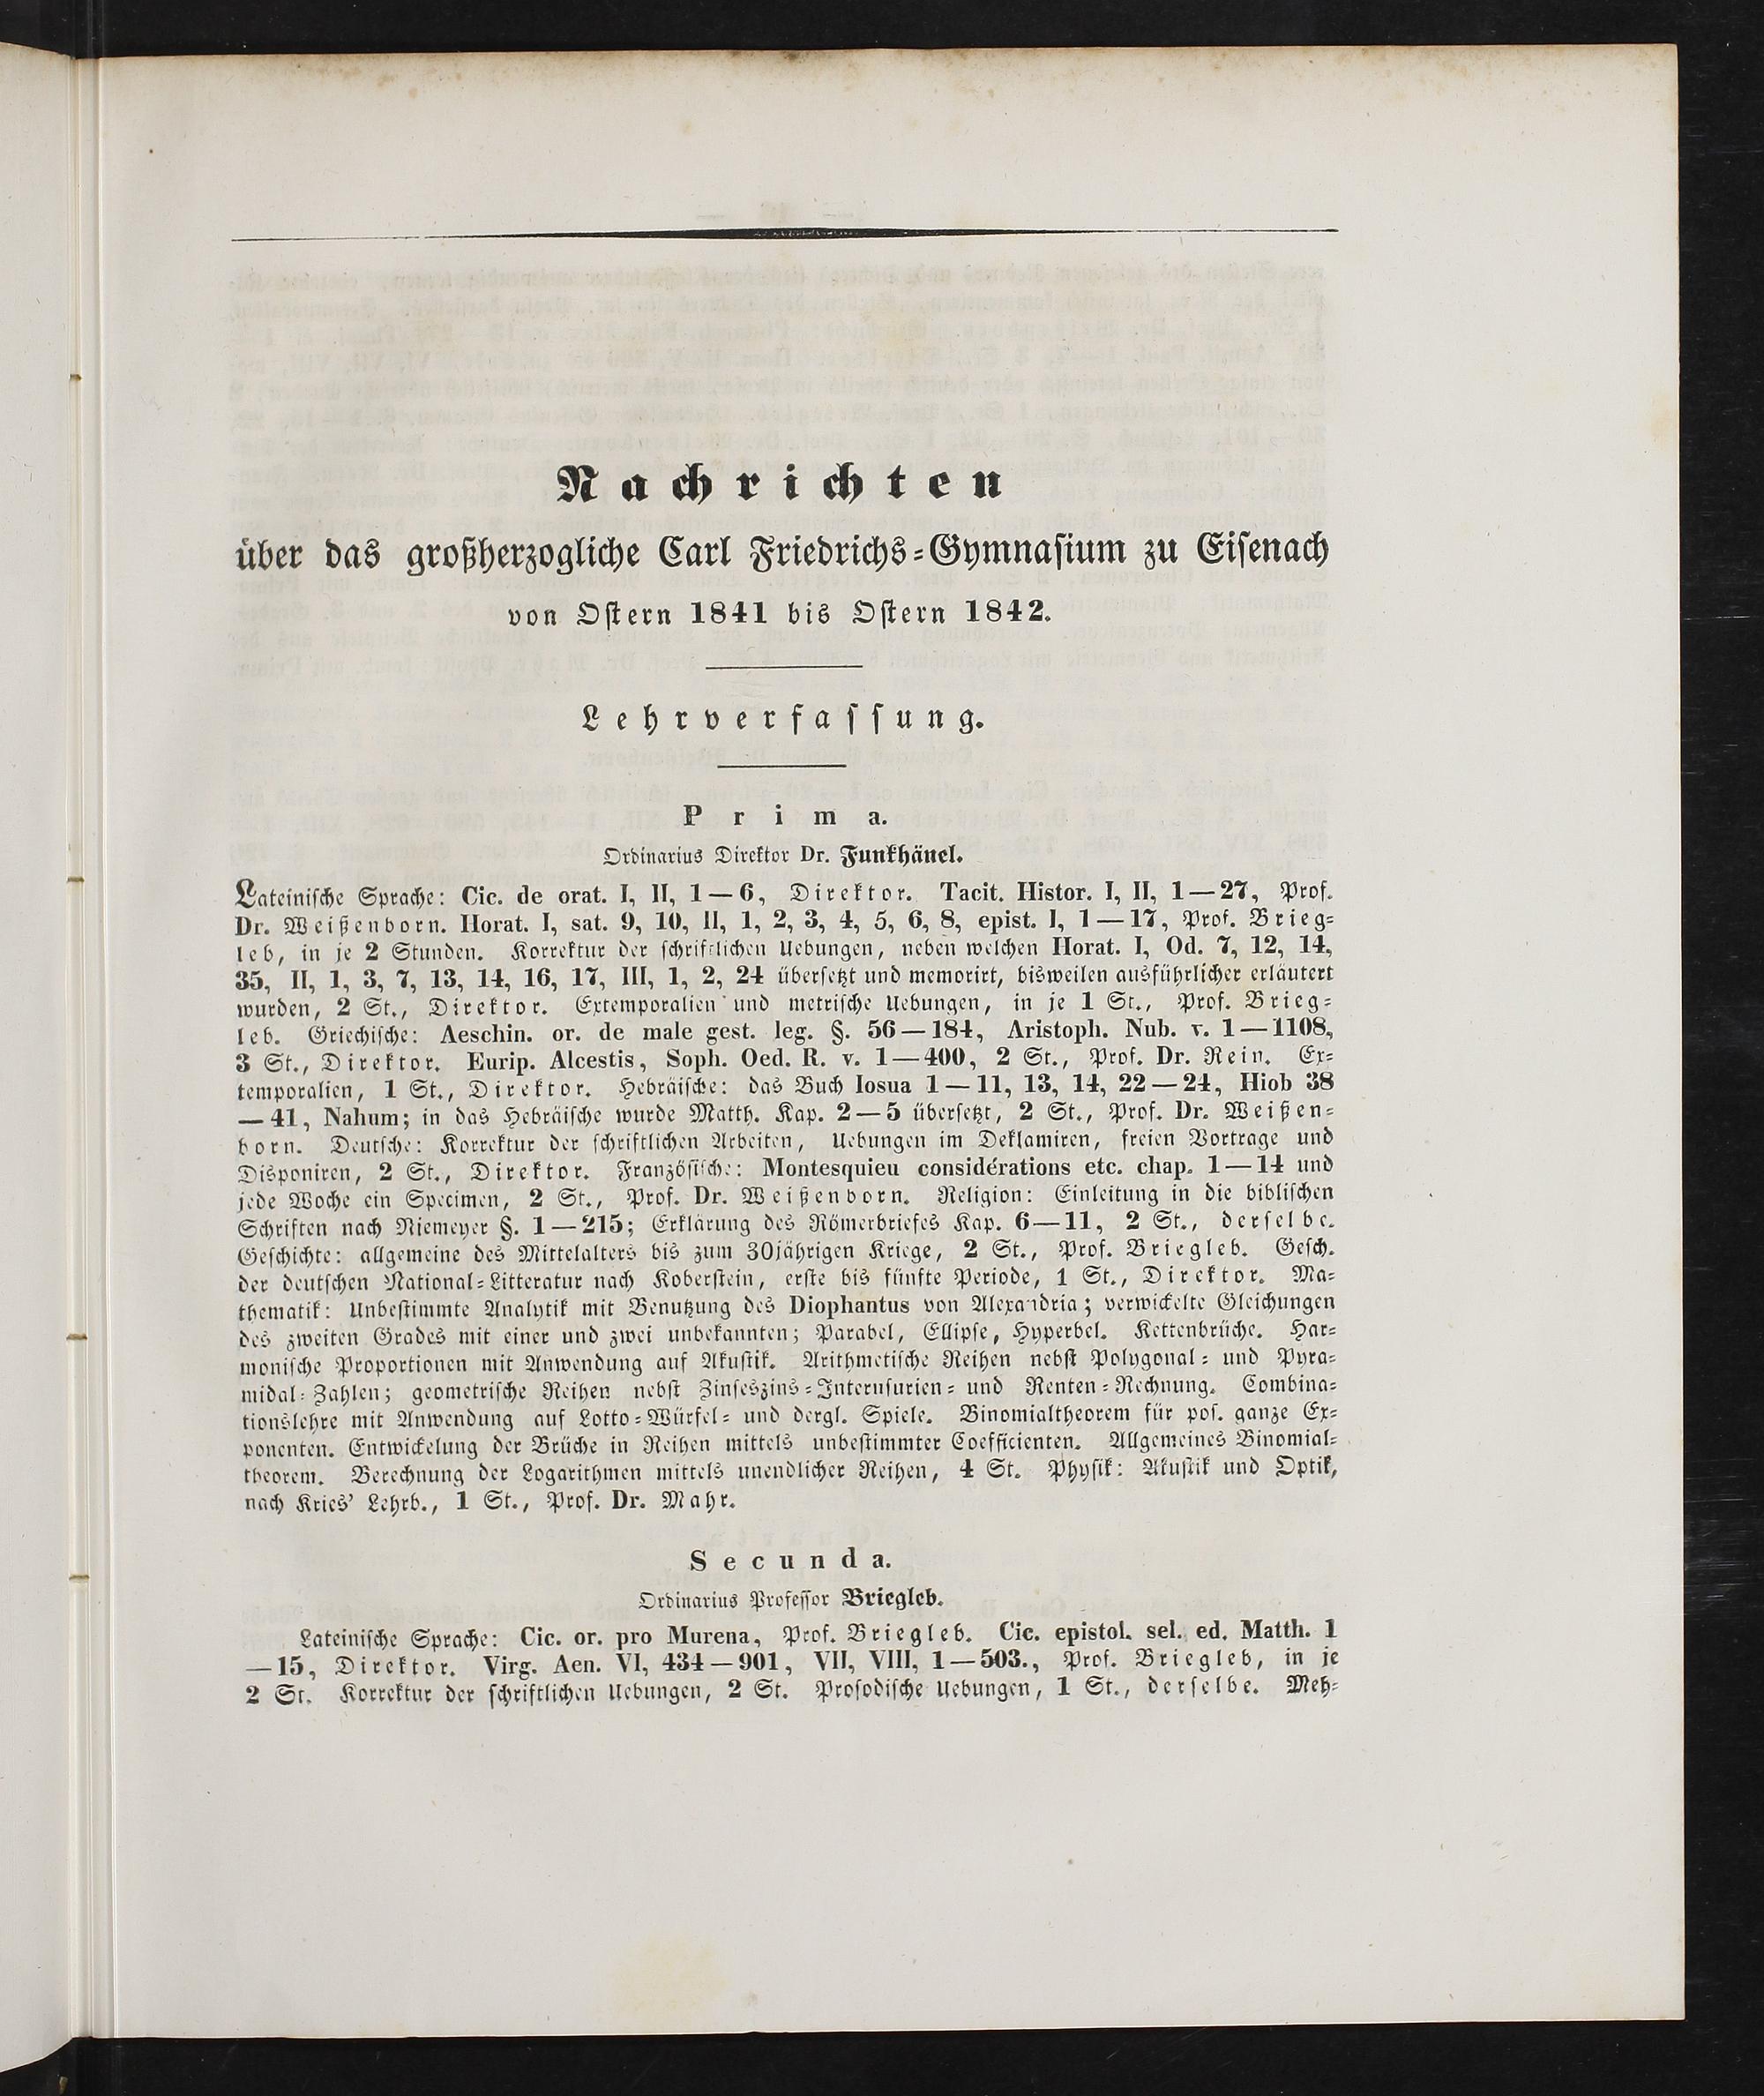 Nachrichten
über das großherzogliche Carl Friedrichs-Gymnasium zu Eisenach
von Ostern 1841 bis Ostern 1842.
Lehrverfassung.
Prima.
Ordinarius Direktor Dr. Funkhänel.
Lateinische Sprache: Cic. de orat. I, II, 1—6, Direktor. Tacit. Histor. I, II, 1—27, Prof.
Dr. Weißenborn. Horat. I, sat. 9, 10, II, 1, 2, 3, 4, 5, 6, 8, epist. I, 1—17, Prof. Brieg-
leb, in je 2 Stunden. Korrektur der schriftlichen Uebungen, neben welchen Horat. I, Od. 7, 12, 14,
35, II, 1, 3, 7, 13, 14, 16, 17, III, 1, 2, 24 übersetzt und memorirt, bisweilen ausführlicher erläutert
wurden, 2 St., Direktor. Extemporalien und metrische Uebungen, in je 1 St., Prof. Brieg-
leb. Griechische: Aeschin. or. de male gest. leg. §. 56—184, Aristoph. Nub. v. 1—1108,
3 St., Direktor. Eurip. Alcestis, Soph. Oed. R. v. 1—400, 2 St., Prof. Dr. Rein. Ex-
temporalien, 1 St., Direktor. Hebräische: das Buch Iosua 1—11, 13, 14, 22—24, Hiob 38
—41, Nahum; in das Hebräische wurde Matth. Kap. 2—5 übersetzt, 2 St., Prof. Dr. Weißen-
born. Deutsche: Korrektur der schriftlichen Arbeiten, Uebungen im Deklamiren, freien Vortrage und
Disponiren, 2 St., Direktor. Französische: Montesquieu considérations etc. chap. 1—14 und
jede Woche ein Specimen, 2 St., Prof. Dr. Weißenborn. Religion: Einleitung in die biblischen
Schriften nach Niemeyer §. 1—215; Erklärung des Römerbriefes Kap. 6—11, 2 St., derselbe.
Geschichte: allgemeine des Mittelalters bis zum 30jährigen Kriege, 2 St., Prof. Briegleb. Gesch.
der deutschen National-Litteratur nach Koberstein, erste bis fünfte Periode, 1 St., Direktor. Ma-
thematik: Unbestimmte Analytik mit Benutzung des Diophantus von Alexandria; verwickelte Gleichungen
des zweiten Grades mit einer und zwei unbekannten; Parabel, Ellipse, Hyperbel. Kettenbrüche. Har-
monische Proportionen mit Anwendung auf Akustik. Arithmetische Reihen nebst Polygonal- und Pyra-
midal-Zahlen; geometrische Reihen nebst Zinseszins-Interusurien- und Renten-Rechnung. Combina-
tionslehre mit Anwendung auf Lotto-Würfel- und dergl. Spiele. Binomialtheorem für pos. ganze Ex-
ponenten. Entwickelung der Brüche in Reihen mittels unbestimmter Coefficienten. Allgemeines Binomial-
theorem. Berechnung der Logarithmen mittels unendlicher Reihen, 4 St. Physik: Akustik und Optik,
nach Kries' Lehrb., 1 St., Prof. Dr. Mahr.
Secunda.
Ordinarius Professor Briegleb.
Lateinische Sprache: Cic. or. pro Murena, Prof. Briegleb. Cic. epistol. sel. ed. Matth. 1
—15, Direktor. Virg. Aen. VI, 434—901, VII, VIII, 1—503., Prof. Briegleb, in je
2 St. Korrektur der schriftlichen Uebungen, 2 St. Prosodische Uebungen, 1 St., derselbe. Meh-